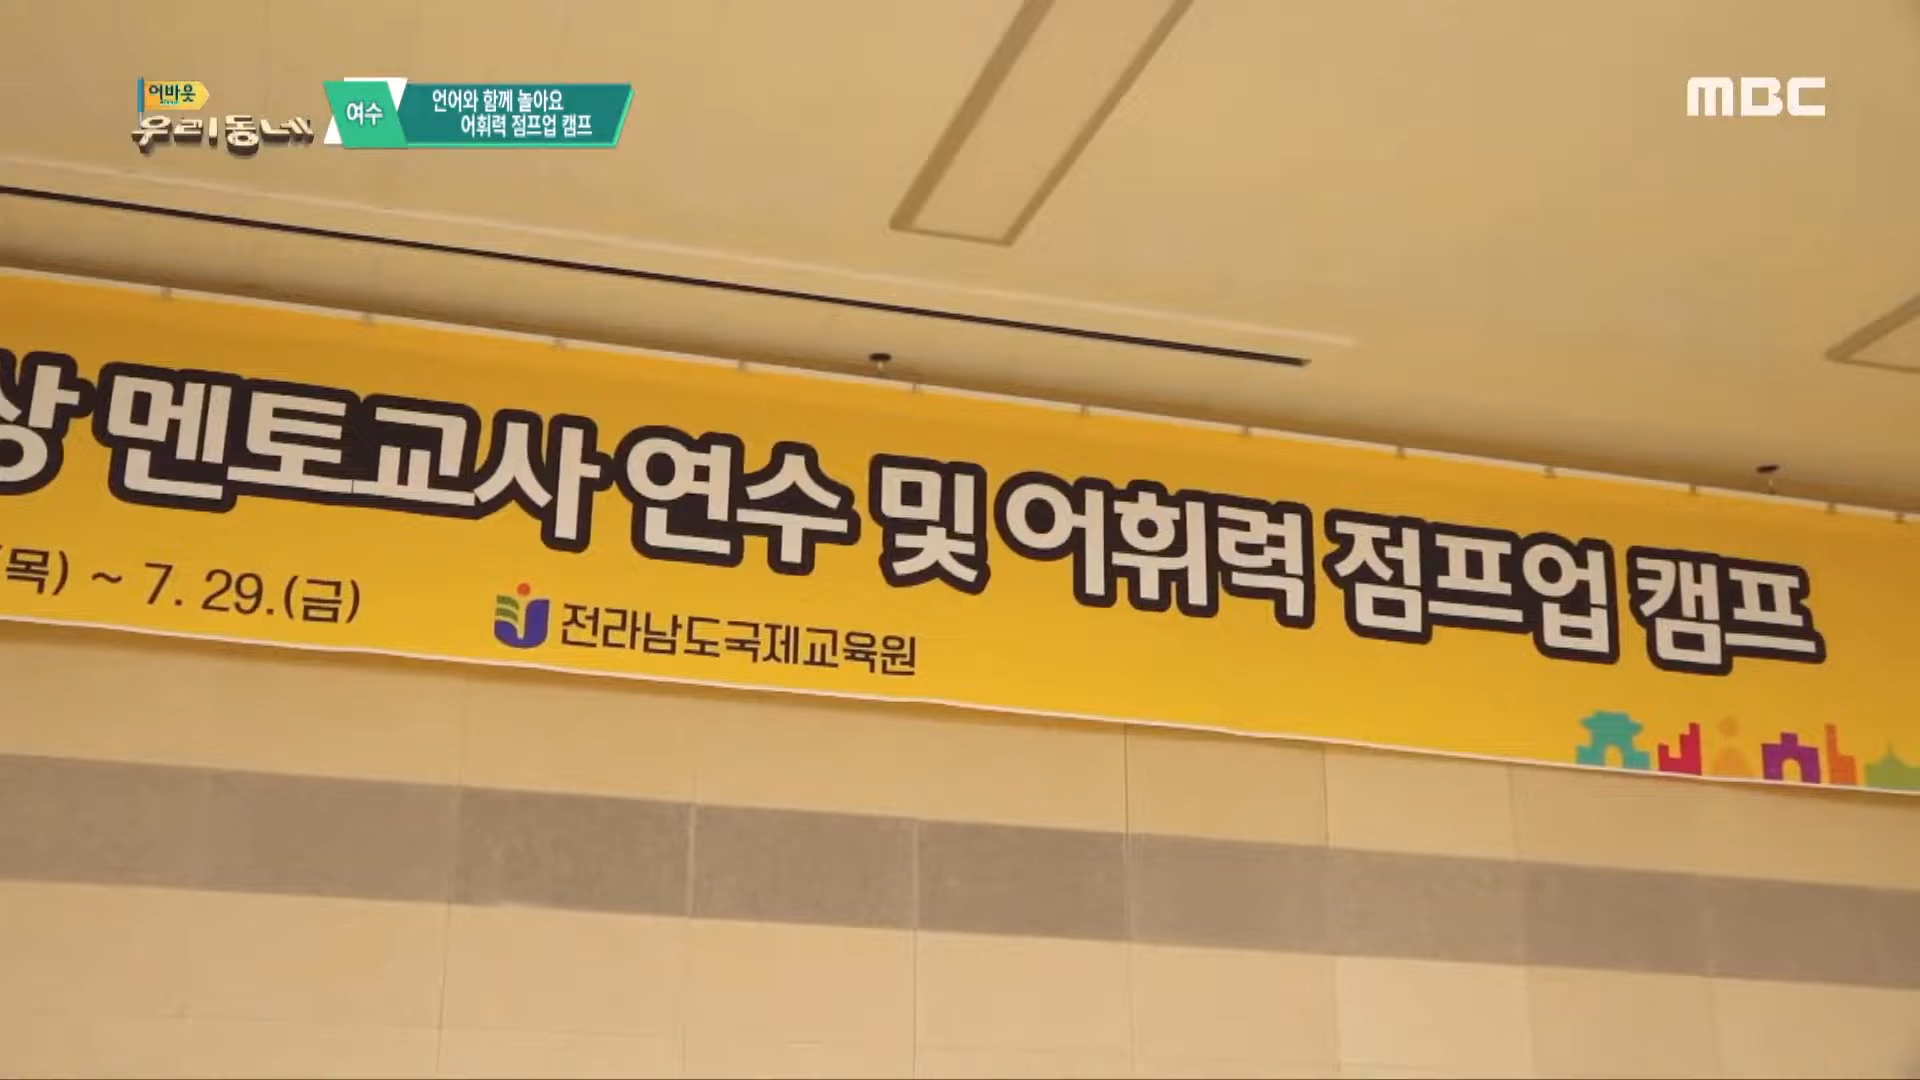 어바웃
우리동네
여수
언어와 함께 놀아요
어휘력 점프업 캠프
MBC
상 멘토교사 연수 및 어휘력 점프업 캠프
(목) ~ 7. 29.(금)
전라남도국제교육원